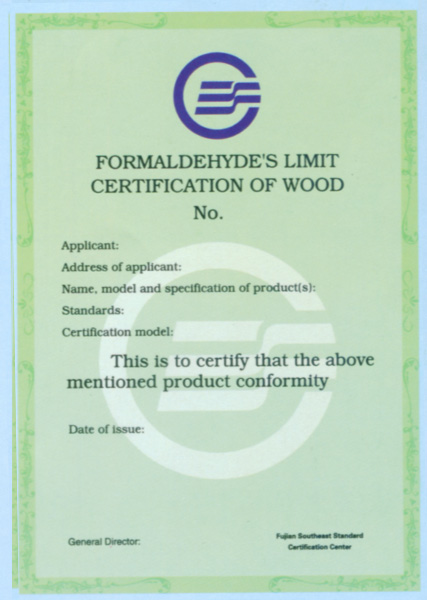 FORMALDEHYDE'S LIMIT
CERTIFICATION OF WOOD
No.
Applicant:
Address of applicant:
Name, model and specification of product(s):
Standards:
Certification model:
This is to certify that the above
mentioned product conformity
Date of issue:
General Director:
Fujian Southeast Standard
Certification Center